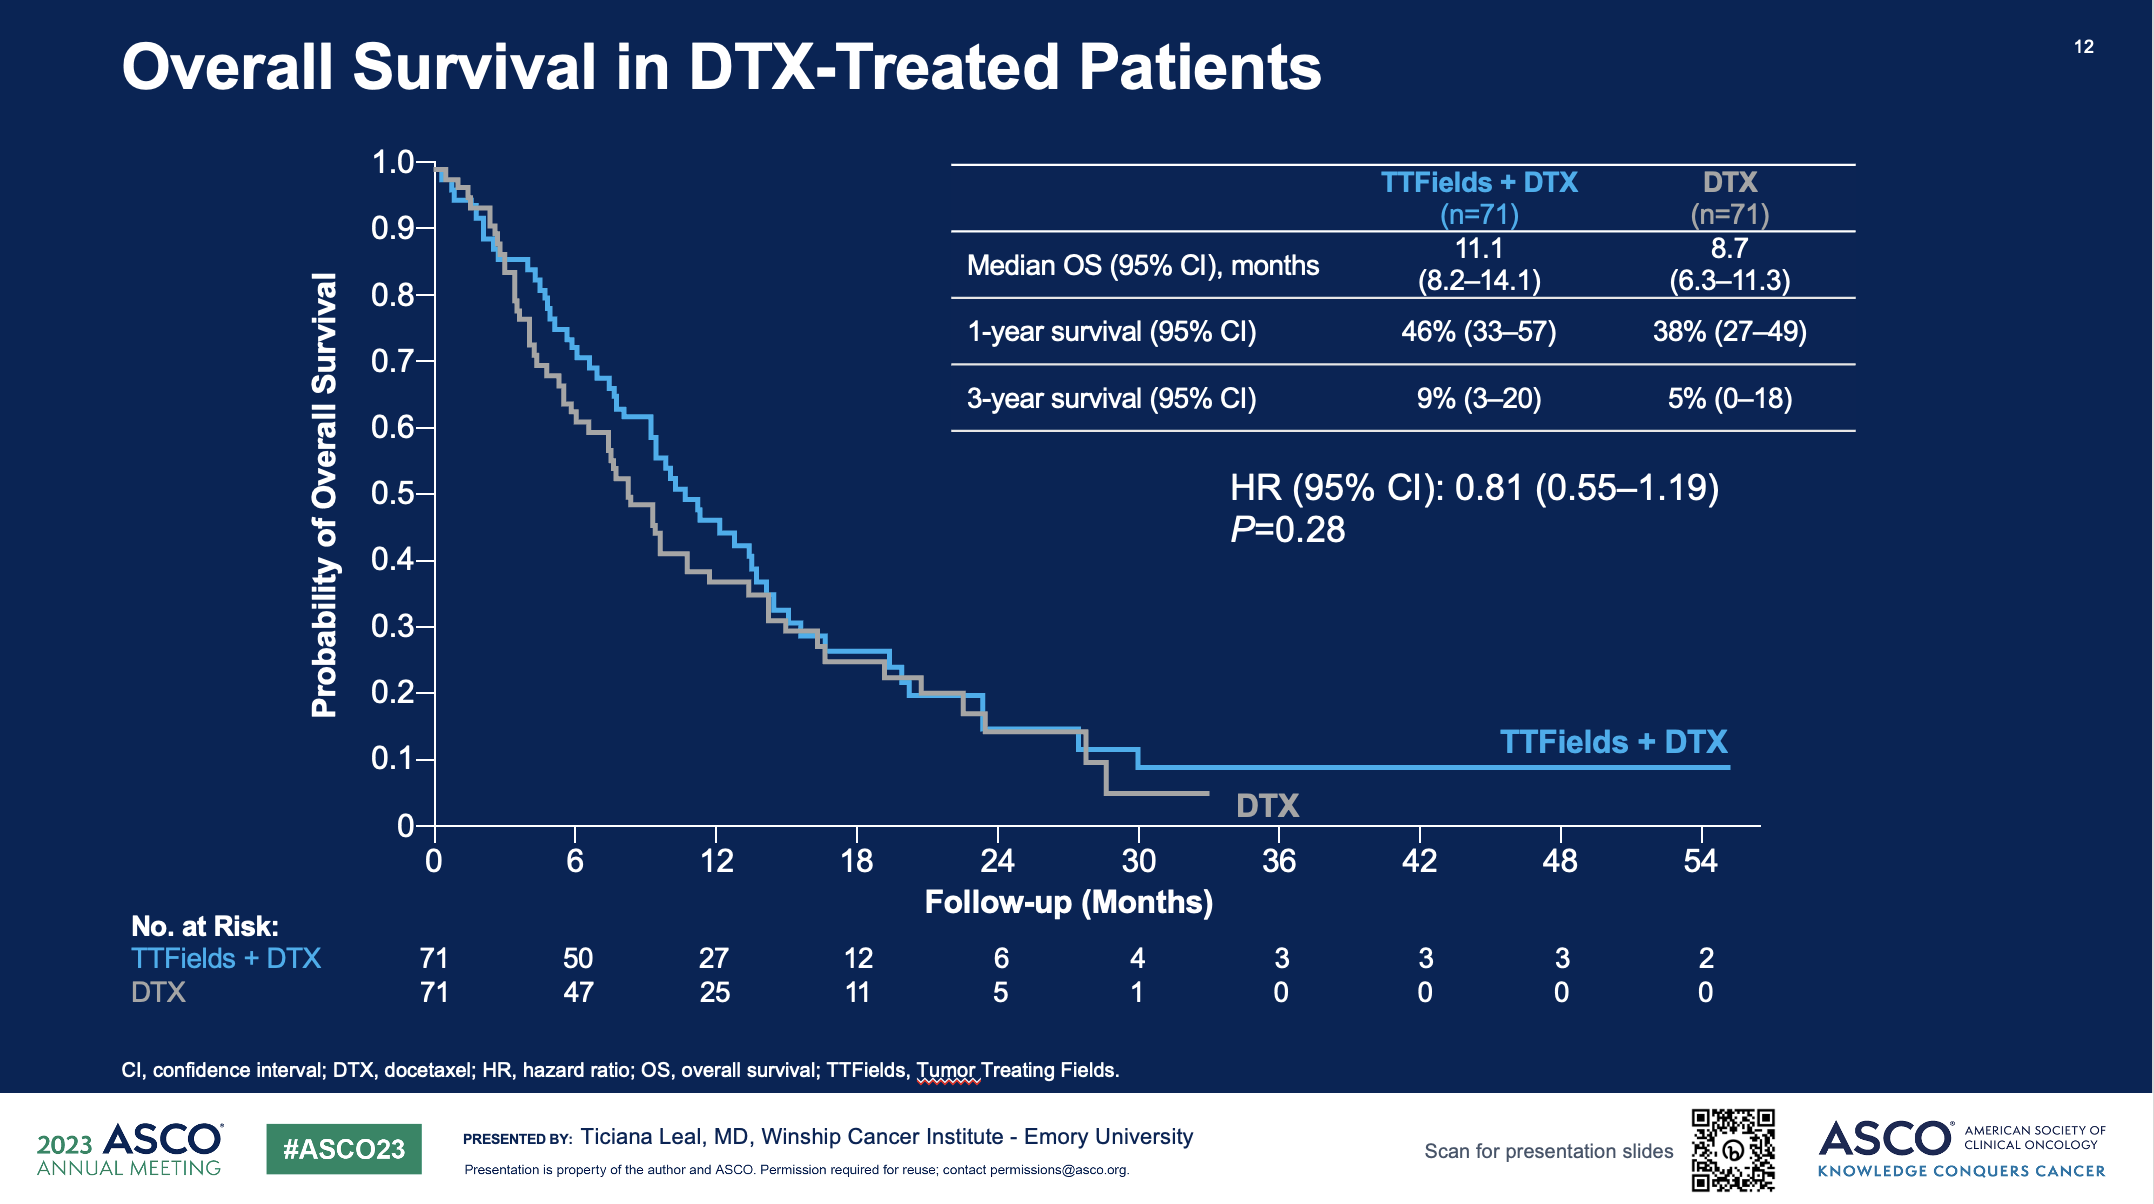 Overall Survival in DTX-Treated Patients
12
Probability of Overall Survival
1.0
0.9
0.8
0.7
0.6
0.5
0.4
0.3
0.2
0.1
0
TTFields + DTX DTX
(n=71) (n=71)
Median OS (95% CI), months 11.1 (8.2–14.1) 8.7 (6.3–11.3)
1-year survival (95% CI) 46% (33–57) 38% (27–49)
3-year survival (95% CI) 9% (3–20) 5% (0–18)
HR (95% CI): 0.81 (0.55–1.19)
P=0.28
TTFields + DTX
DTX
0 6 12 18 24 30 36 42 48 54
Follow-up (Months)
No. at Risk:
TTFields + DTX 71 50 27 12 6 4 3 3 3 2
DTX 71 47 25 11 5 1 0 0 0 0
CI, confidence interval; DTX, docetaxel; HR, hazard ratio; OS, overall survival; TTFields, Tumor Treating Fields.
2023 ASCO®
ANNUAL MEETING
#ASCO23
PRESENTED BY: Ticiana Leal, MD, Winship Cancer Institute - Emory University
Presentation is property of the author and ASCO. Permission required for reuse; contact permissions@asco.org.
Scan for presentation slides
ASCO® AMERICAN SOCIETY OF
CLINICAL ONCOLOGY
KNOWLEDGE CONQUERS CANCER